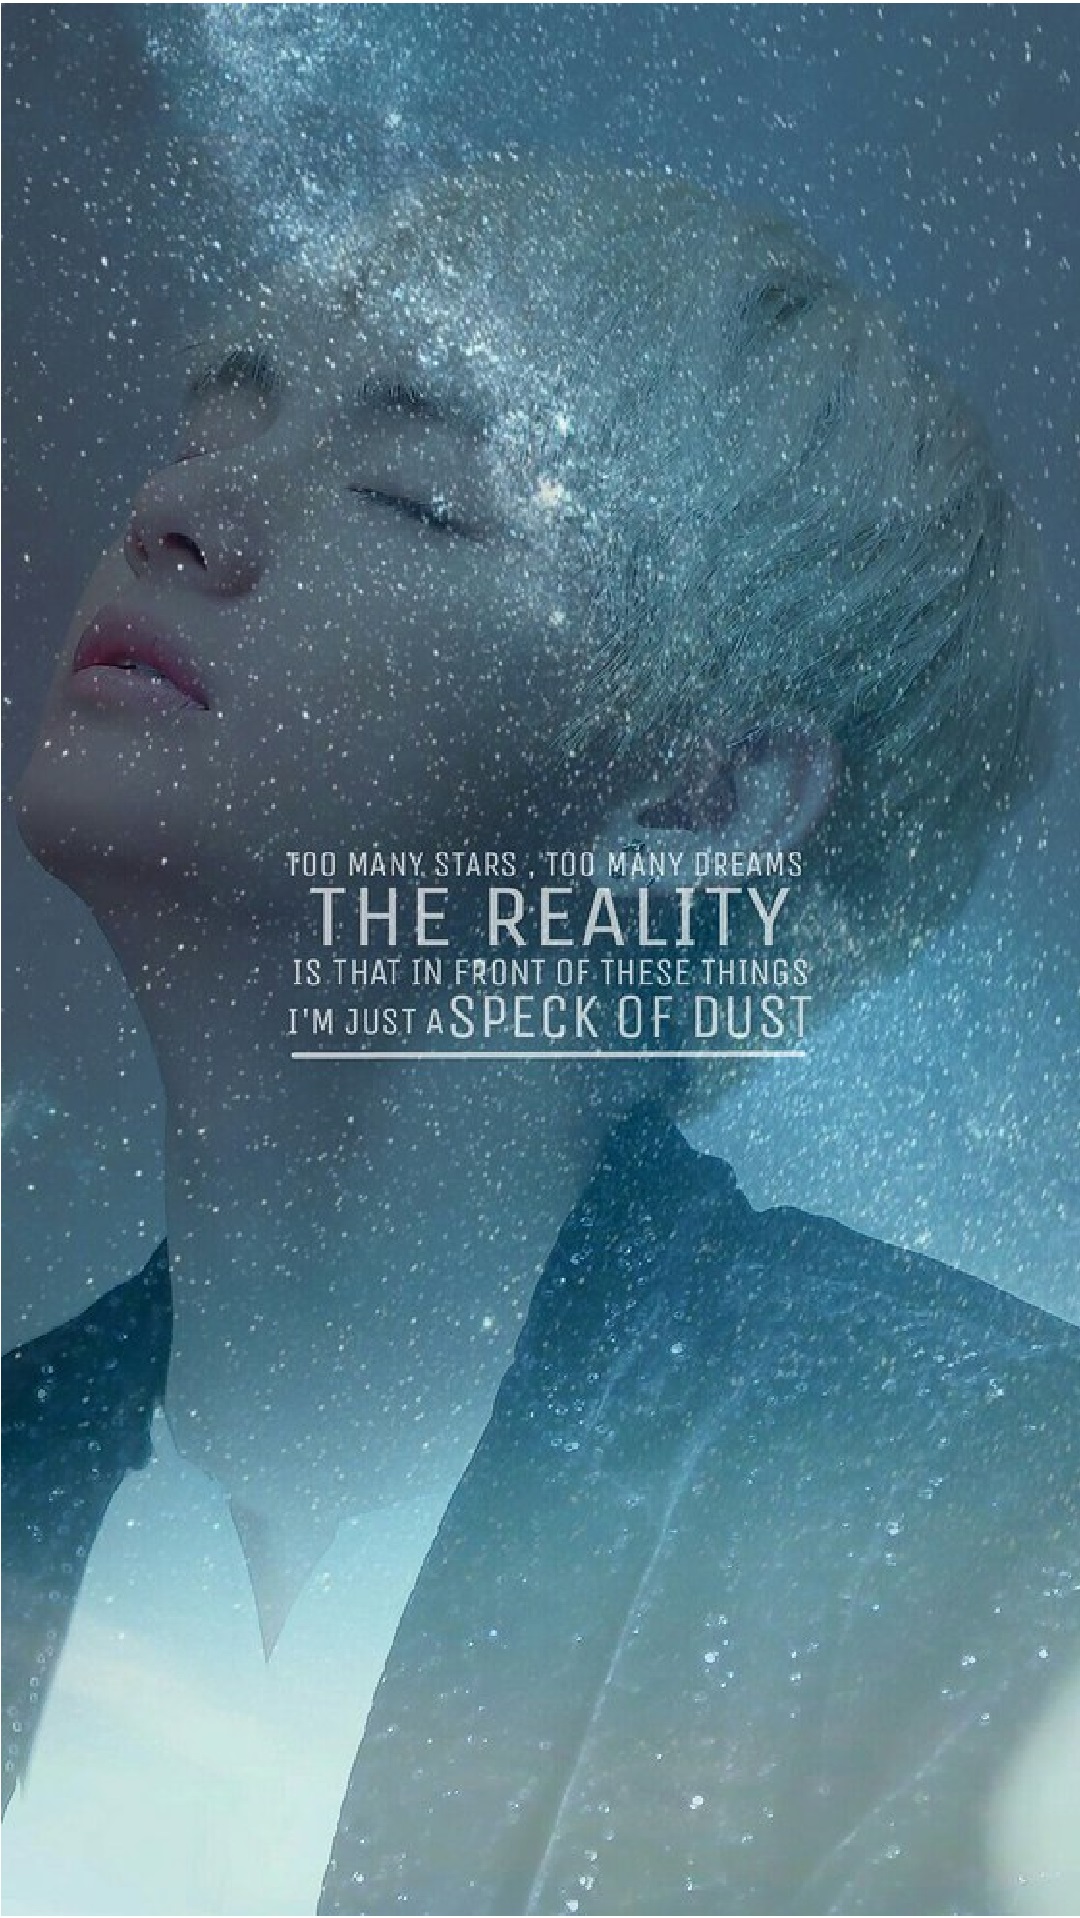 TOO MANY STARS , TOO MANY DREAMS
THE REALITY
IS THAT IN FRONT OF THESE THINGS
I'M JUST A SPECK OF DUST